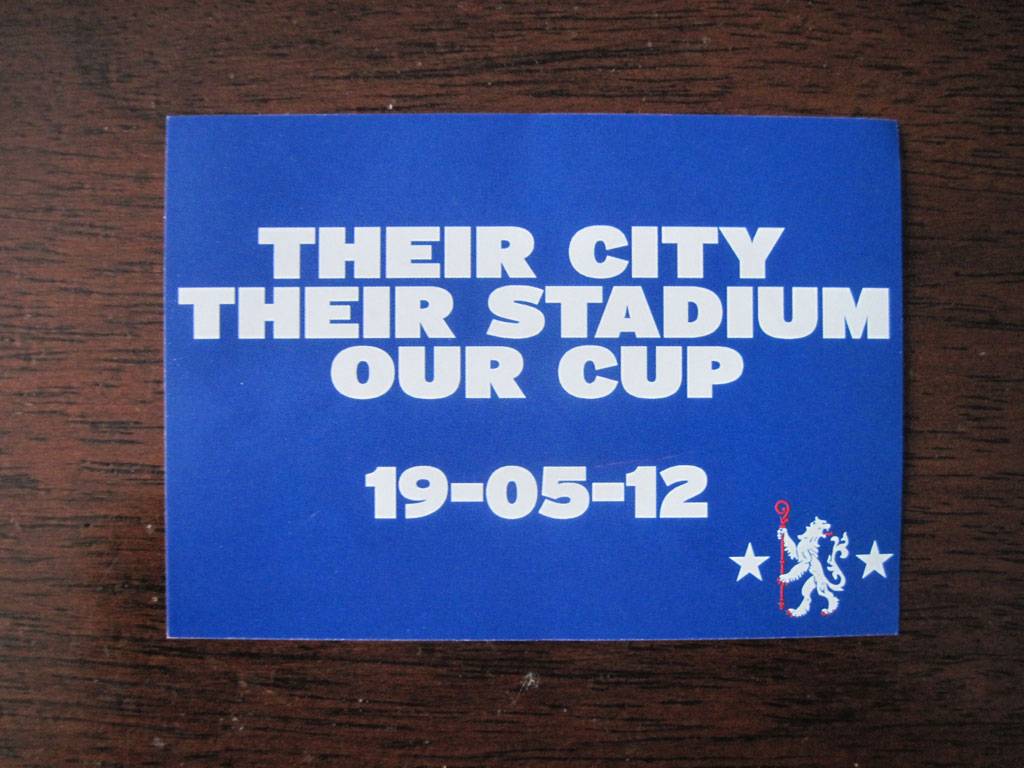 THEIR CITY
THEIR STADIUM
OUR CUP
19-05-12